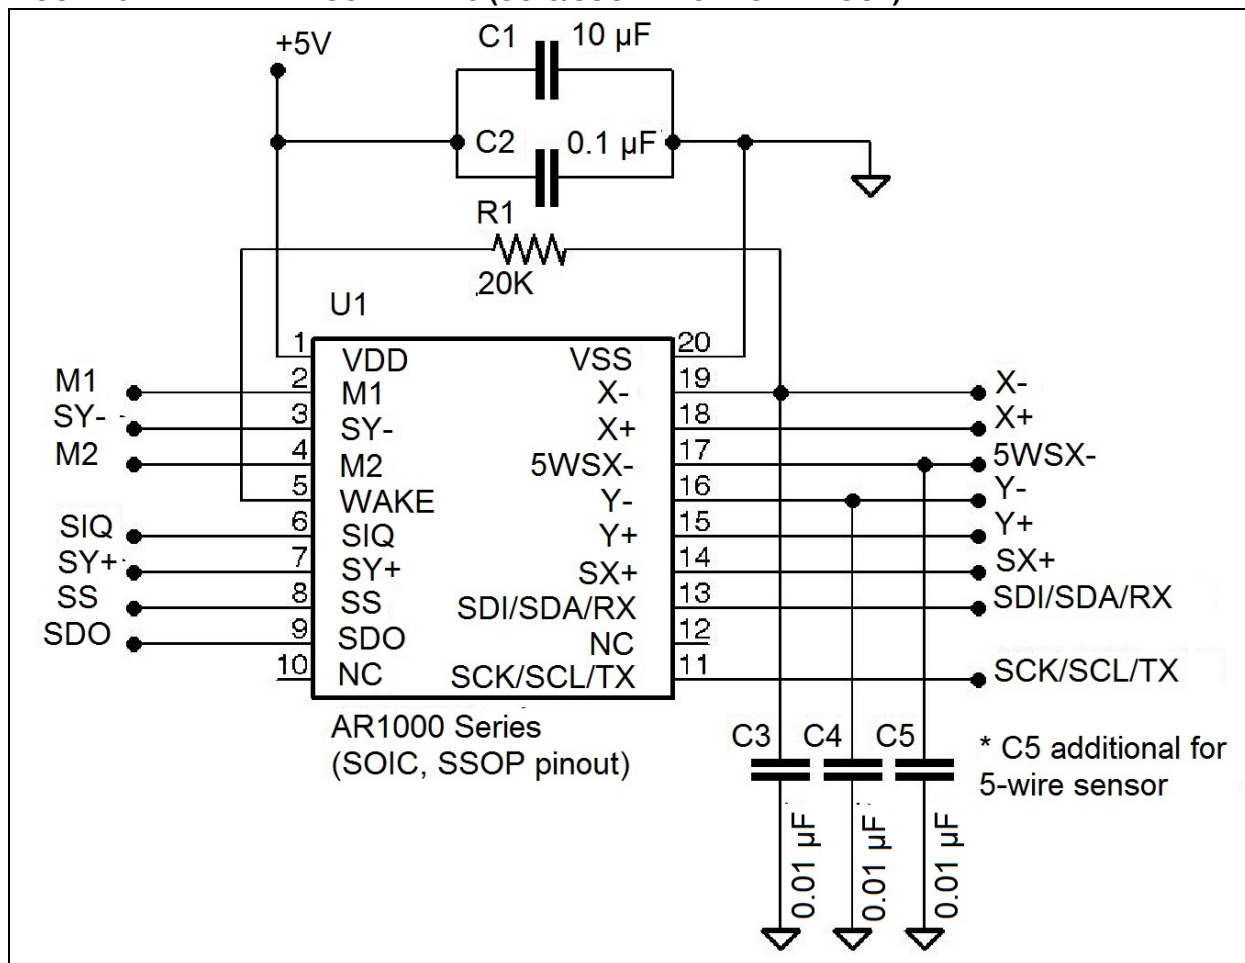 +5V
C1 10 µF
C2 0.1 µF
R1
20K
U1
1 VDD VSS 20
M1 2 M1 X- 19 X-
SY- 3 SY- X+ 18 X+
M2 4 M2 5WSX- 17 5WSX-
5 WAKE Y- 16 Y-
SIQ 6 SIQ Y+ 15 Y+
SY+ 7 SY+ SX+ 14 SX+
SS 8 SS SDI/SDA/RX 13 SDI/SDA/RX
SDO 9 SDO NC 12
10 NC SCK/SCL/TX 11 SCK/SCL/TX
AR1000 Series
(SOIC, SSOP pinout)
C3 C4 C5
* C5 additional for
5-wire sensor
0.01 µF 0.01 µF 0.01 µF